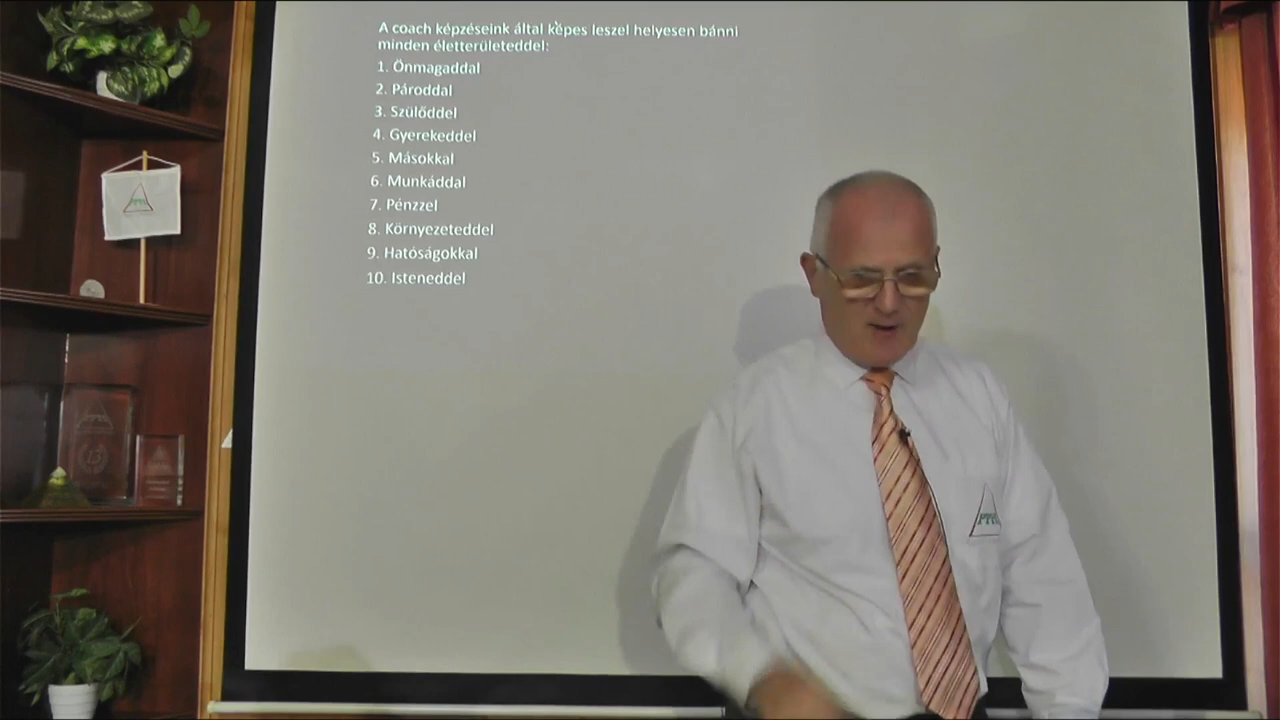 A coach képzéseink által képes leszel helyesen bánni
minden életterületeddel:
1. Önmagaddal
2. Pároddal
3. Szülőddel
4. Gyerekeddel
5. Másokkal
6. Munkáddal
7. Pénzzel
8. Környezeteddel
9. Hatóságokkal
10. Isteneddel